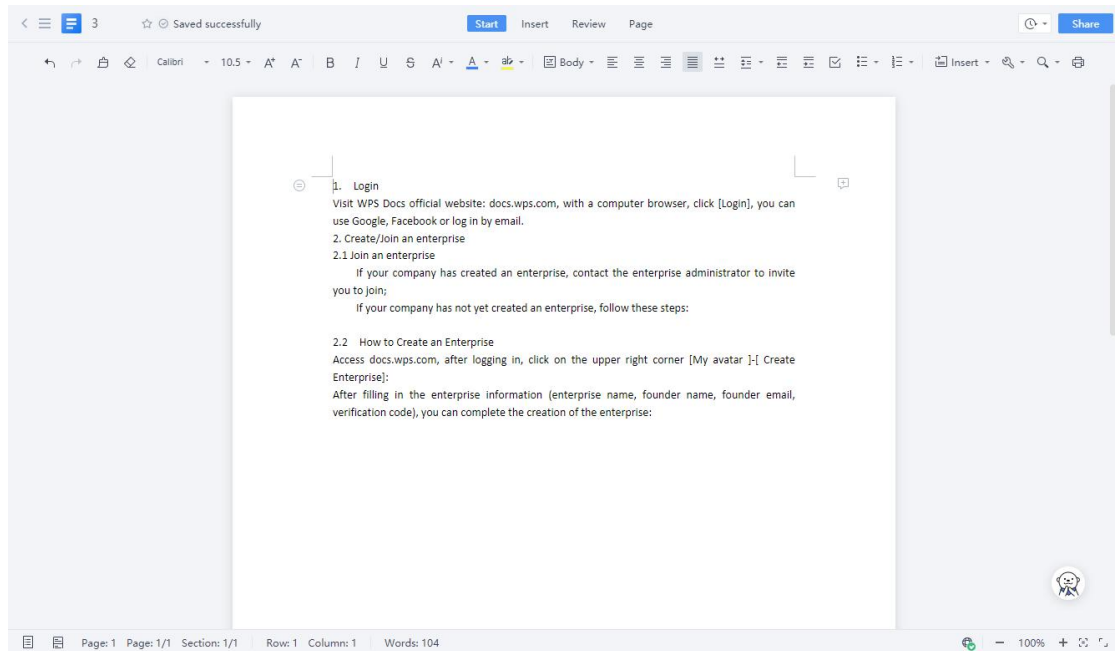 3 Saved successfully Start Insert Review Page Share
Calibri 10.5 A+ A- B I U S A A ab Body Insert
1. Login
Visit WPS Docs official website: docs.wps.com, with a computer browser, click [Login], you can
use Google, Facebook or log in by email.
2. Create/Join an enterprise
2.1 Join an enterprise
If your company has created an enterprise, contact the enterprise administrator to invite
you to join;
If your company has not yet created an enterprise, follow these steps:
2.2 How to Create an Enterprise
Access docs.wps.com, after logging in, click on the upper right corner [My avatar ]-[ Create
Enterprise]:
After filling in the enterprise information (enterprise name, founder name, founder email,
verification code), you can complete the creation of the enterprise:
Page: 1 Page: 1/1 Section: 1/1 Row: 1 Column: 1 Words: 104 100%